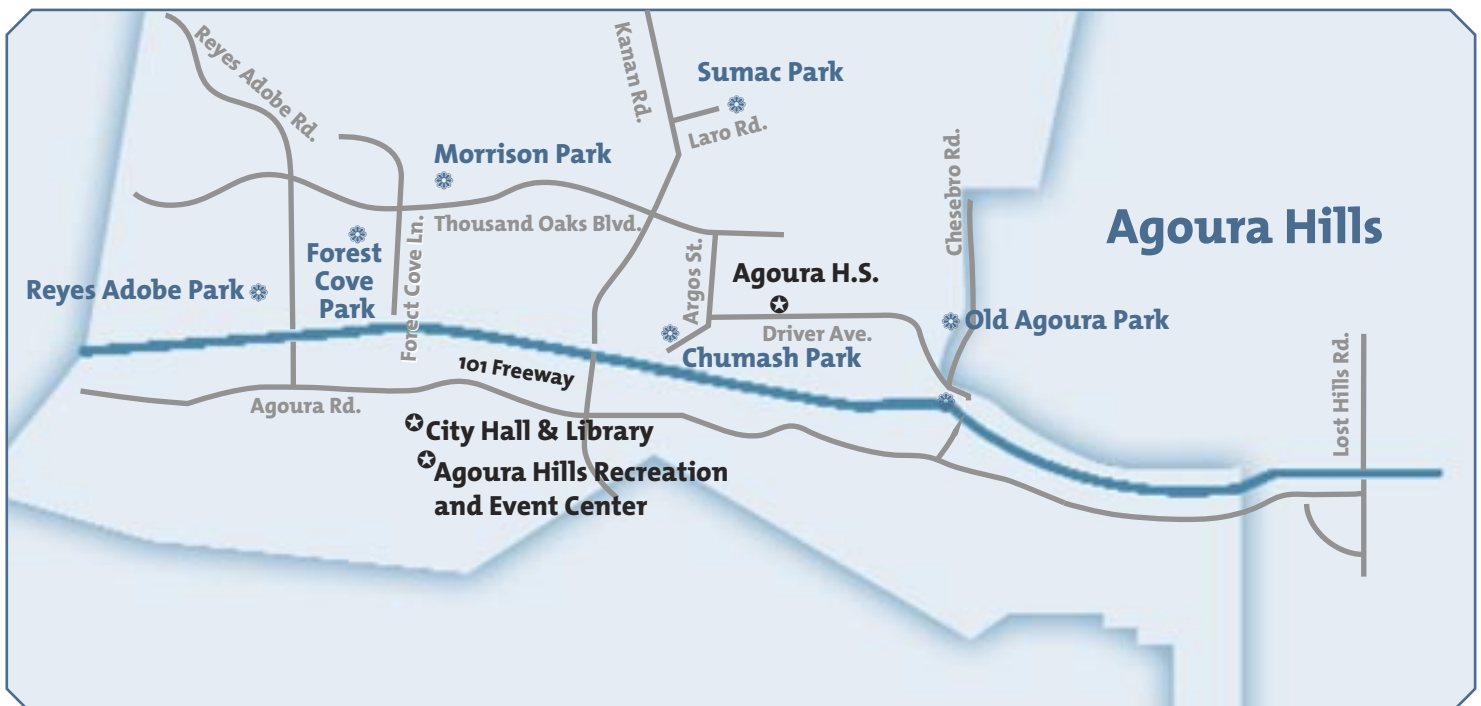 Reyes Adobe Rd.
Kanan Rd.
Sumac Park
Laro Rd.
Morrison Park
Chesebro Rd.
Thousand Oaks Blvd.
Agoura Hills
Forest
Cove
Park
Forest Cove Ln.
Argos St.
Agoura H.S.
Reyes Adobe Park
Driver Ave.
Old Agoura Park
Chumash Park
101 Freeway
Lost Hills Rd.
Agoura Rd.
City Hall & Library
Agoura Hills Recreation
and Event Center